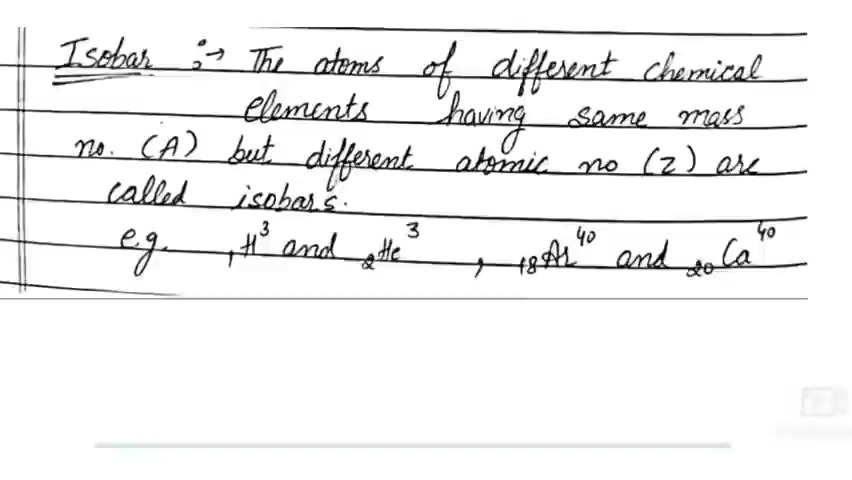 Isobar :→ The atoms of different chemical
elements having same mass
no. (A) but different atomic no (Z) are
called isobars.
e.g. ₁H³ and ₂He³ , ₁₈Ar⁴⁰ and ₂₀Ca⁴⁰